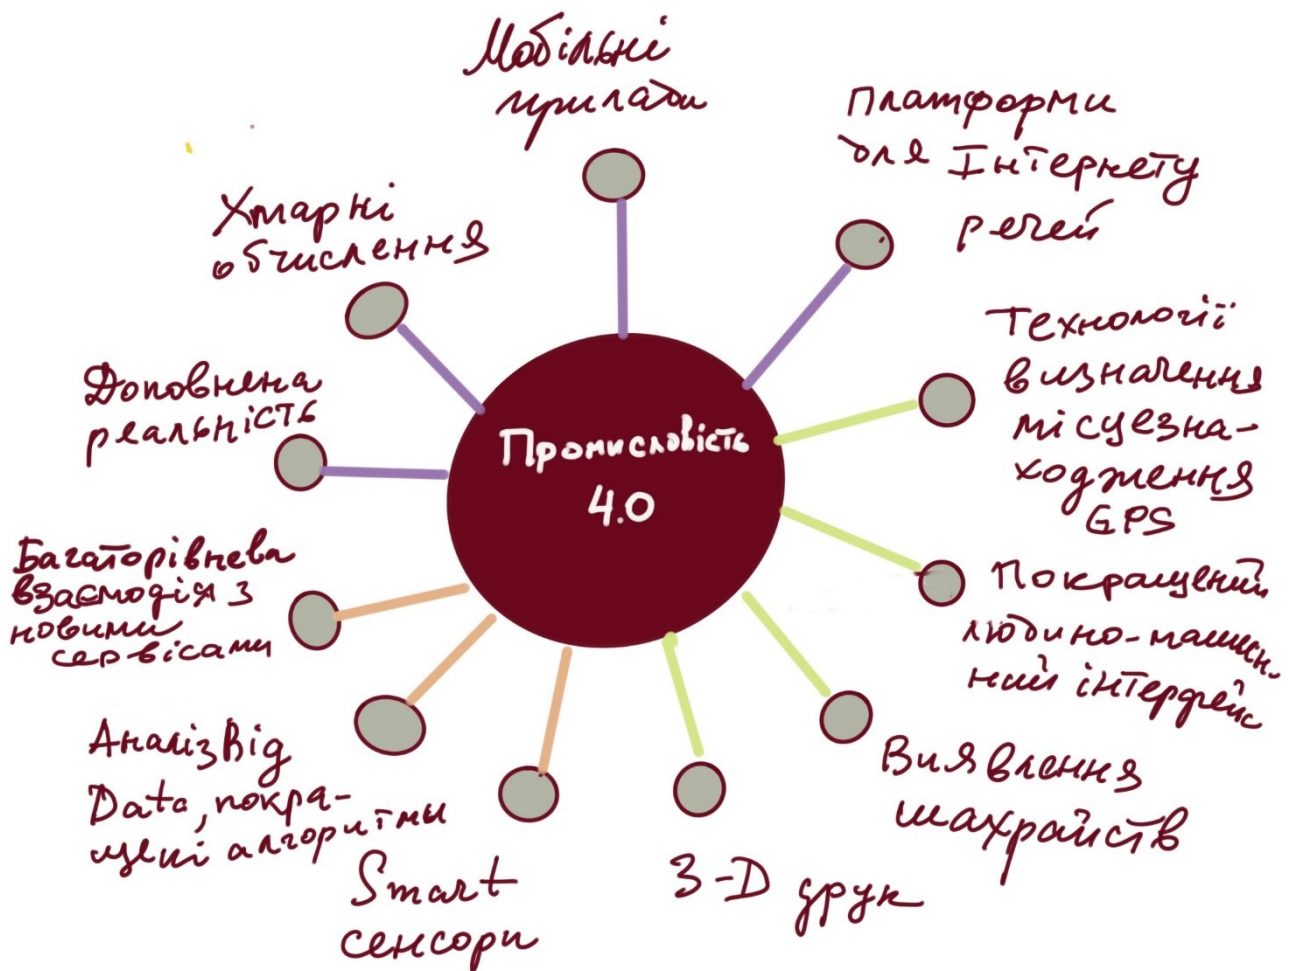 Мобільні
прилади
Платформи
для Інтернету
речей
Технології
визначення
місцезна-
ходження
GPS
Покращений
людино-машин-
ний інтерфейс
Виявлення
шахрайств
3-D друк
Smart
сенсори
Аналіз Big
Data, покра-
щені алгоритмы
Багаторівнева
взаємодія з
новими
сервісами
Доповнена
реальність
Хмарні
обчислення
Промисловість
4.0